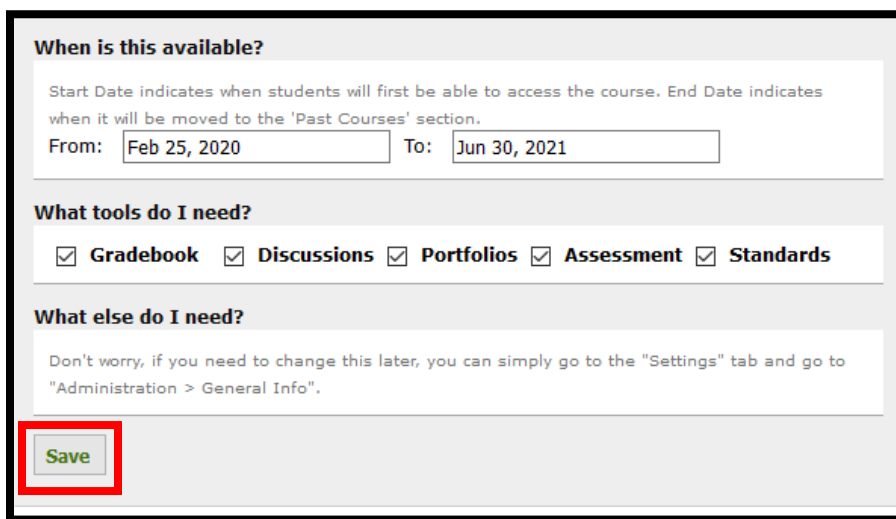 When is this available?
Start Date indicates when students will first be able to access the course. End Date indicates
when it will be moved to the 'Past Courses' section.
From: Feb 25, 2020 To: Jun 30, 2021
What tools do I need?
Gradebook Discussions Portfolios Assessment Standards
What else do I need?
Don't worry, if you need to change this later, you can simply go to the "Settings" tab and go to
"Administration > General Info".
Save